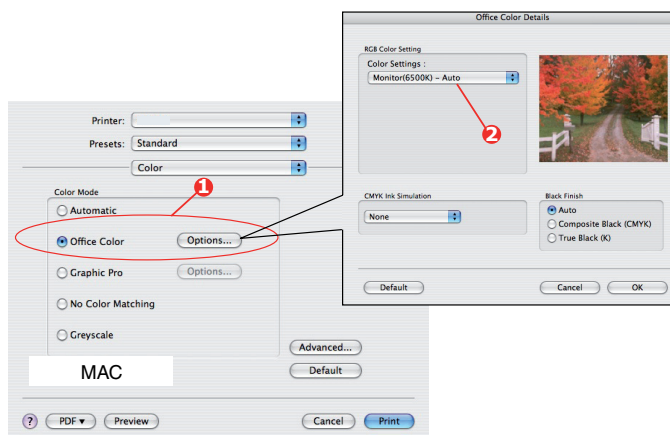 Office Color Details
RGB Color Setting
Color Settings :
Monitor(6500K) – Auto
2
CMYK Ink Simulation
None
Black Finish
Auto
Composite Black (CMYK)
True Black (K)
Default
Cancel
OK
Printer:
Presets: Standard
Color
1
Color Mode
Automatic
Office Color
Options...
Graphic Pro
Options...
No Color Matching
Greyscale
MAC
Advanced...
Default
?
PDF ▾
Preview
Cancel
Print